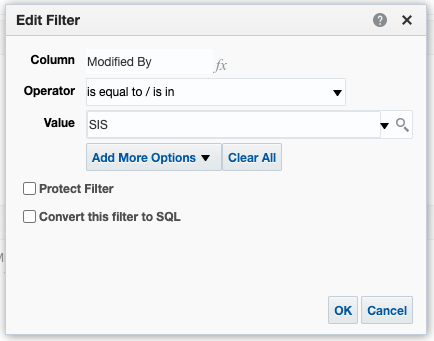 Edit Filter
Column Modified By fx
Operator is equal to / is in
Value SIS
Add More Options Clear All
Protect Filter
Convert this filter to SQL
OK Cancel